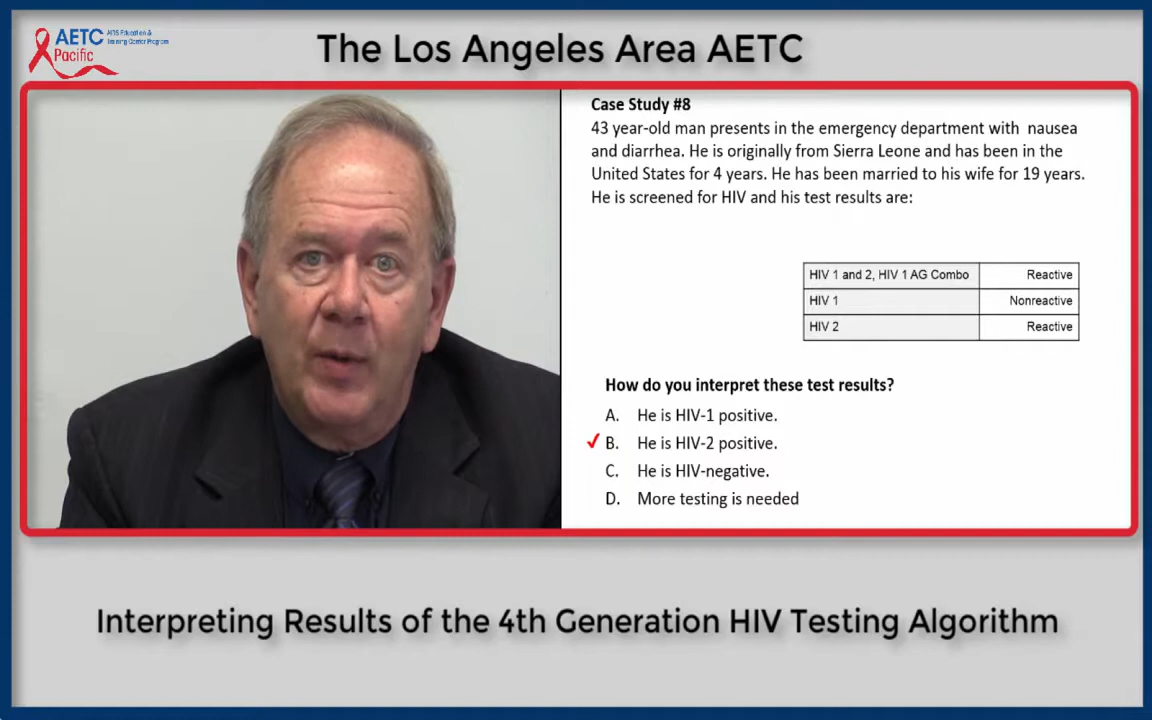 AETC
AIDS Education &
Training Center Program
Pacific
The Los Angeles Area AETC
Case Study #8
43 year-old man presents in the emergency department with nausea
and diarrhea. He is originally from Sierra Leone and has been in the
United States for 4 years. He has been married to his wife for 19 years.
He is screened for HIV and his test results are:
HIV 1 and 2, HIV 1 AG Combo Reactive
HIV 1 Nonreactive
HIV 2 Reactive
How do you interpret these test results?
A. He is HIV-1 positive.
✓ B. He is HIV-2 positive.
C. He is HIV-negative.
D. More testing is needed
Interpreting Results of the 4th Generation HIV Testing Algorithm